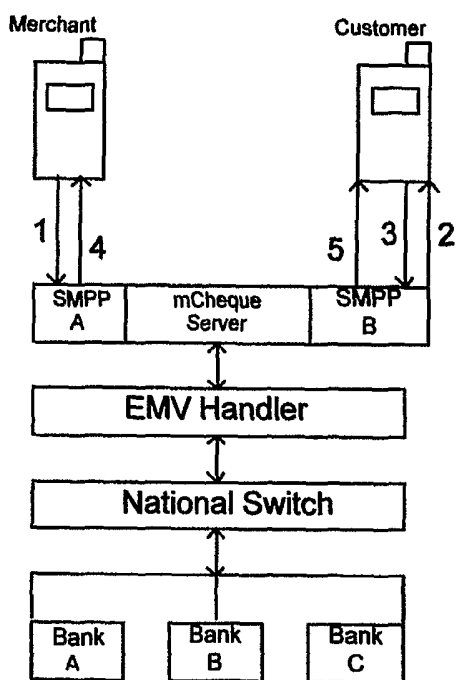 Merchant
Customer
1
4
5
3
2
SMPP
A
mCheque
Server
SMPP
B
EMV Handler
National Switch
Bank
A
Bank
B
Bank
C